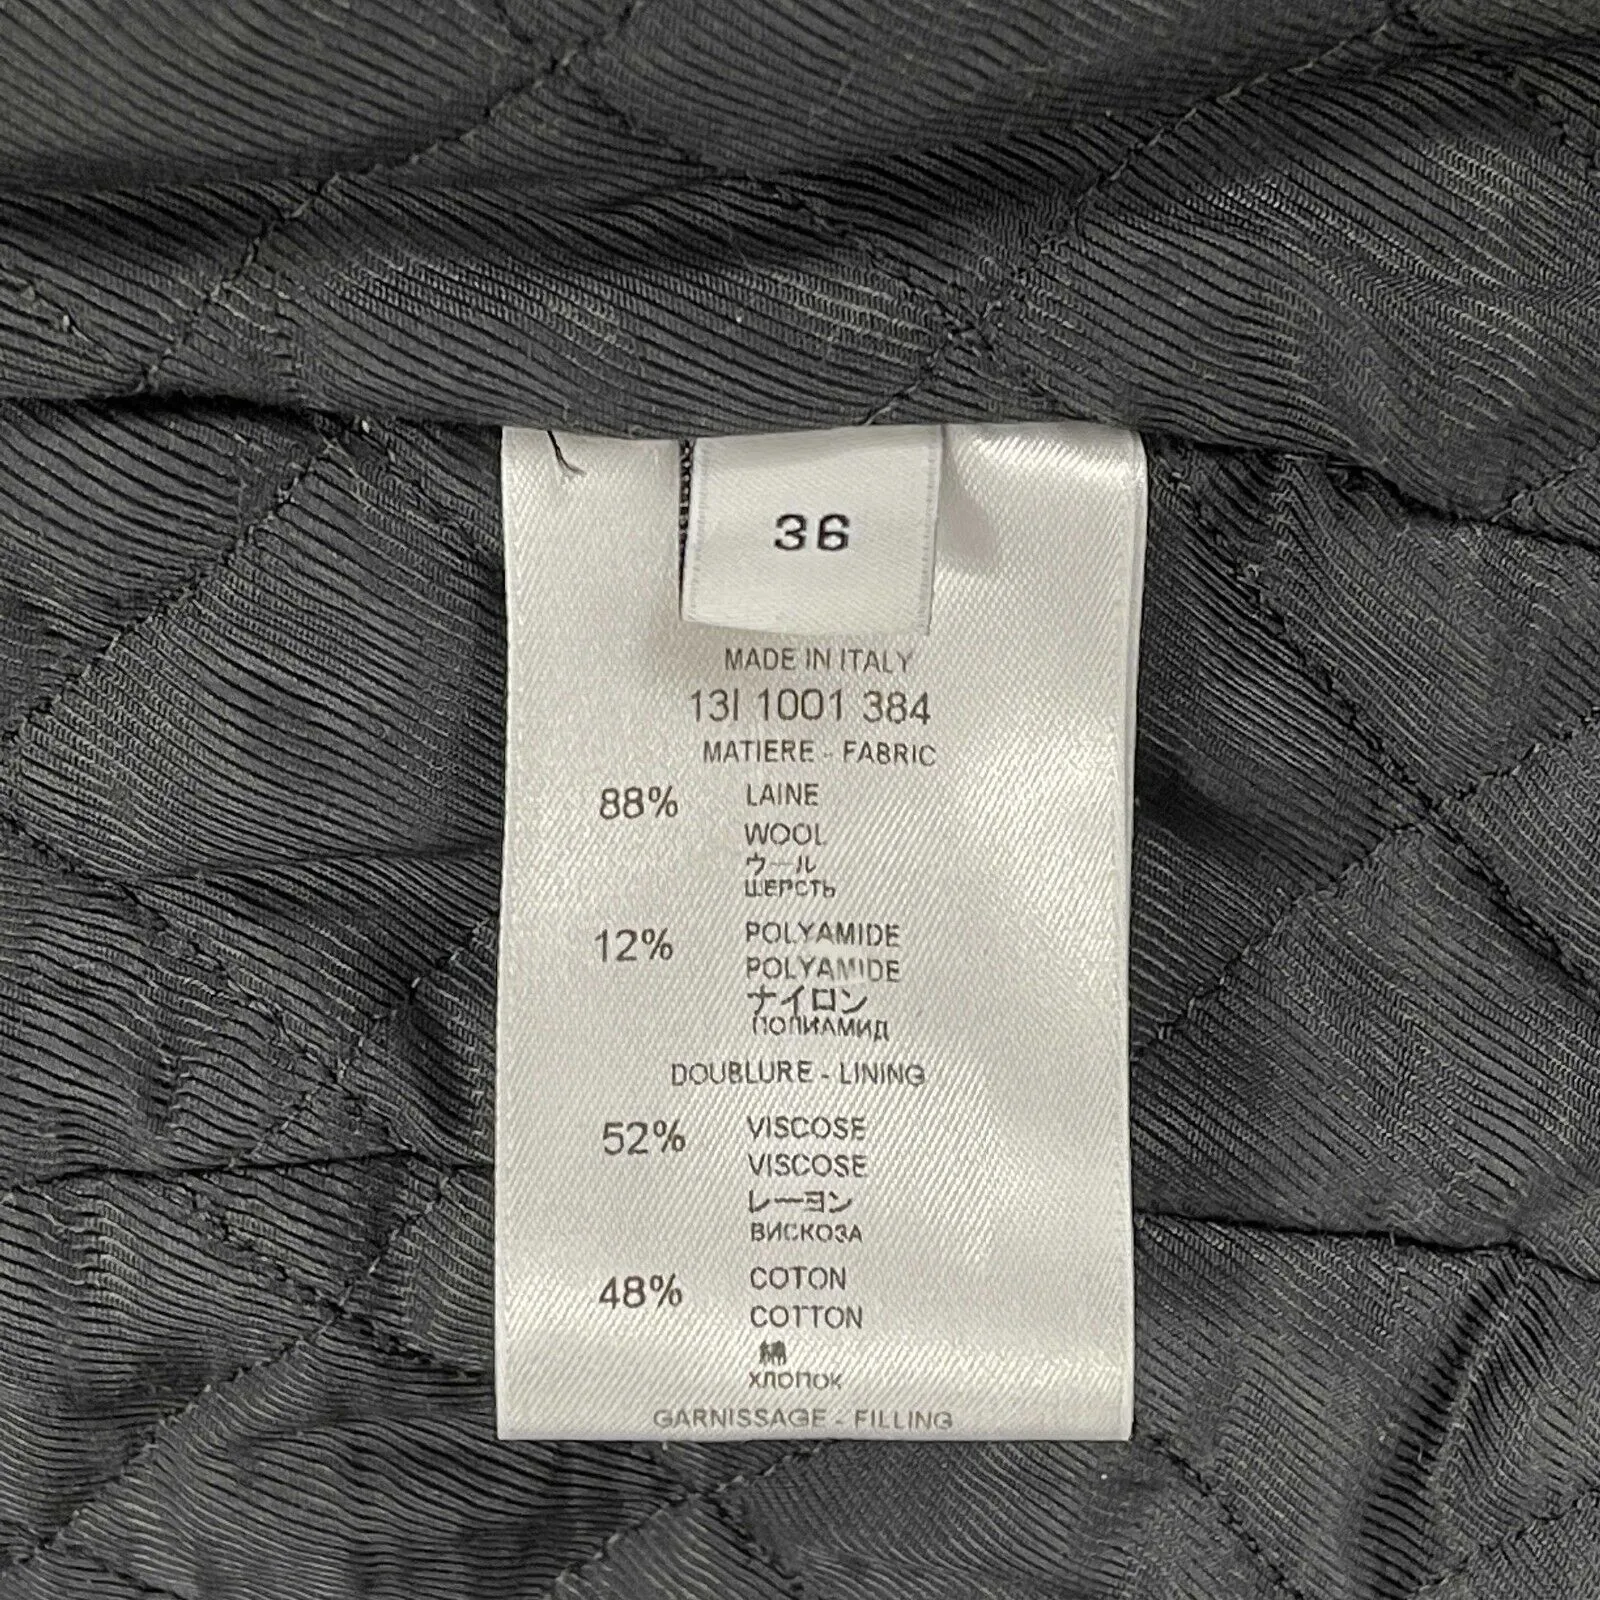 36
MADE IN ITALY
13I 1001 384
MATIERE - FABRIC
88% LAINE
WOOL
ウール
ШЕРСТЬ
12% POLYAMIDE
POLYAMIDE
ナイロン
ПОЛИАМИД
DOUBLURE - LINING
52% VISCOSE
VISCOSE
レーヨン
ВИСКОЗА
48% COTON
COTTON
綿
ХЛОПОК
GARNISSAGE - FILLING